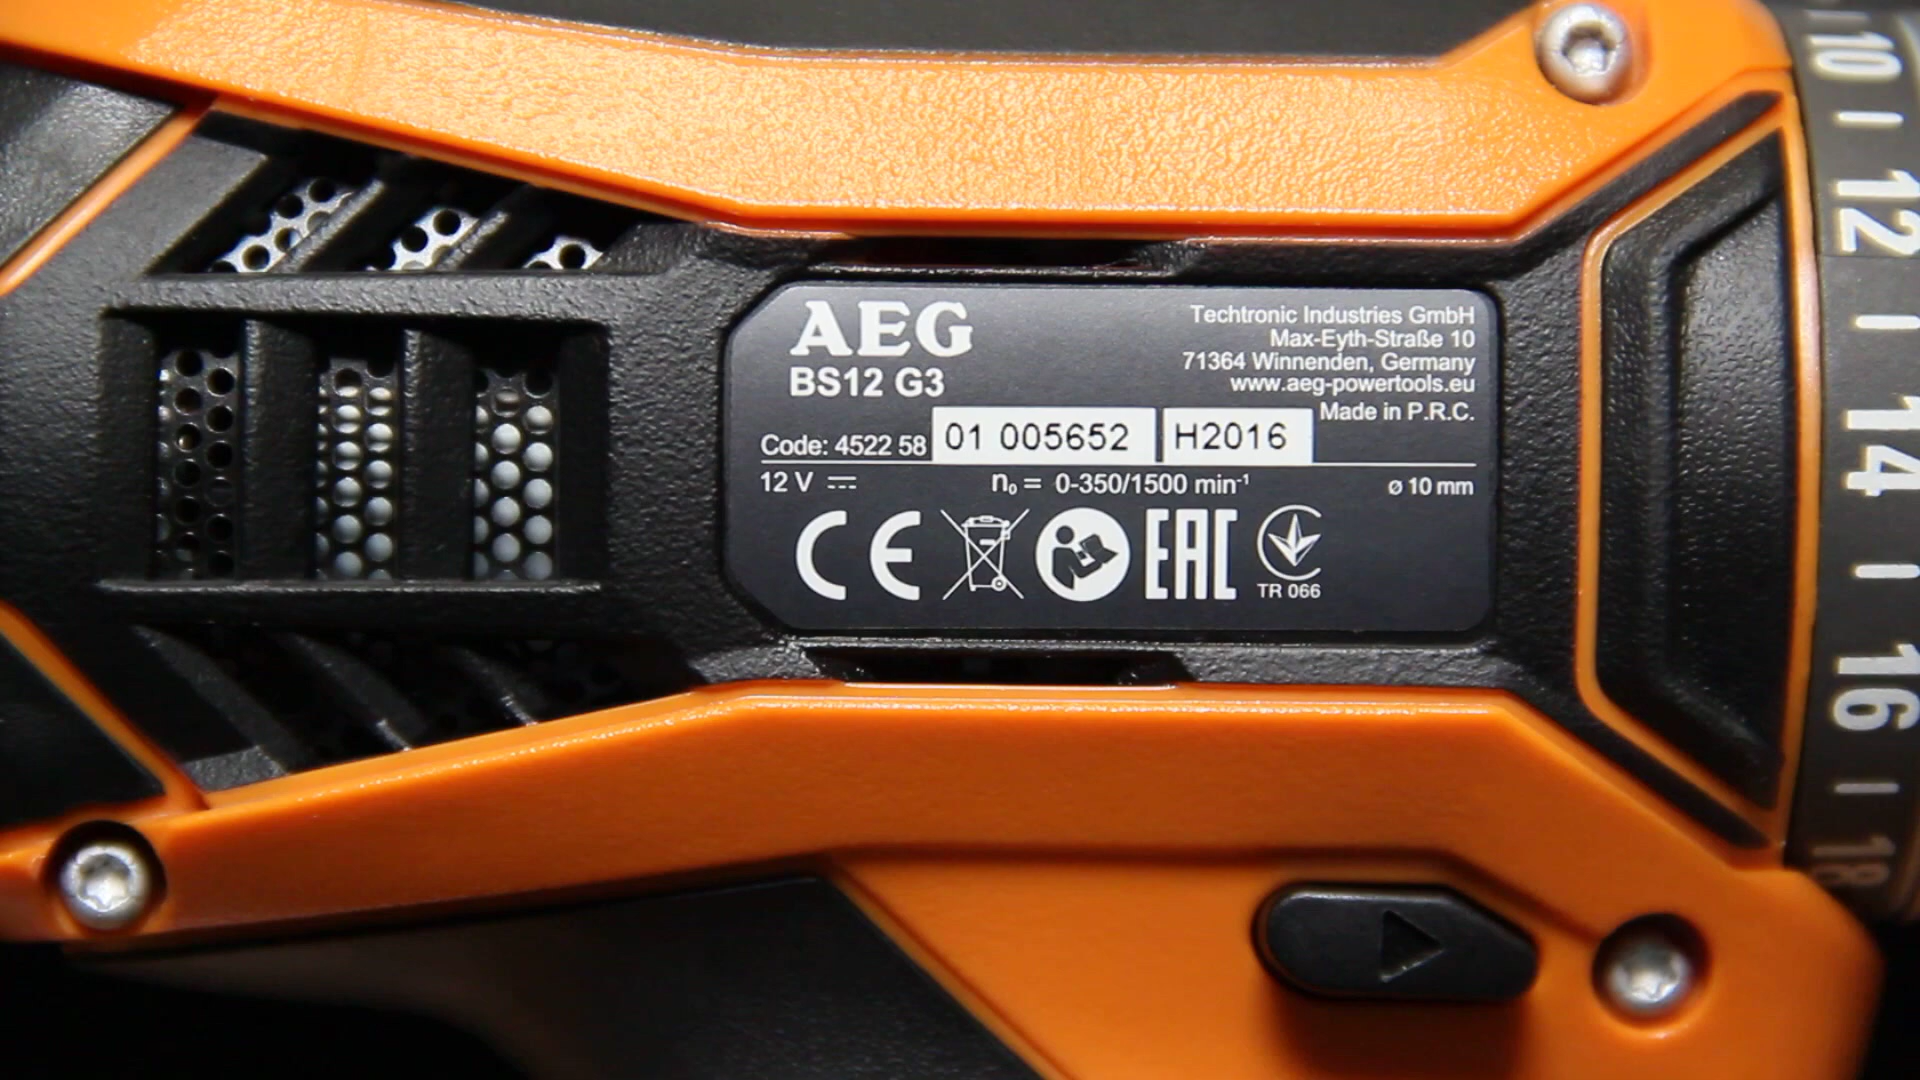 AEG
BS12 G3
Techtronic Industries GmbH
Max-Eyth-Straße 10
71364 Winnenden, Germany
www.aeg-powertools.eu
Made in P.R.C.
Code: 4522 58 01 005652 H2016
12 V ⎓ n₀ = 0-350/1500 min⁻¹ ø 10 mm
CE EAC
TR 066
10
12
14
16
18